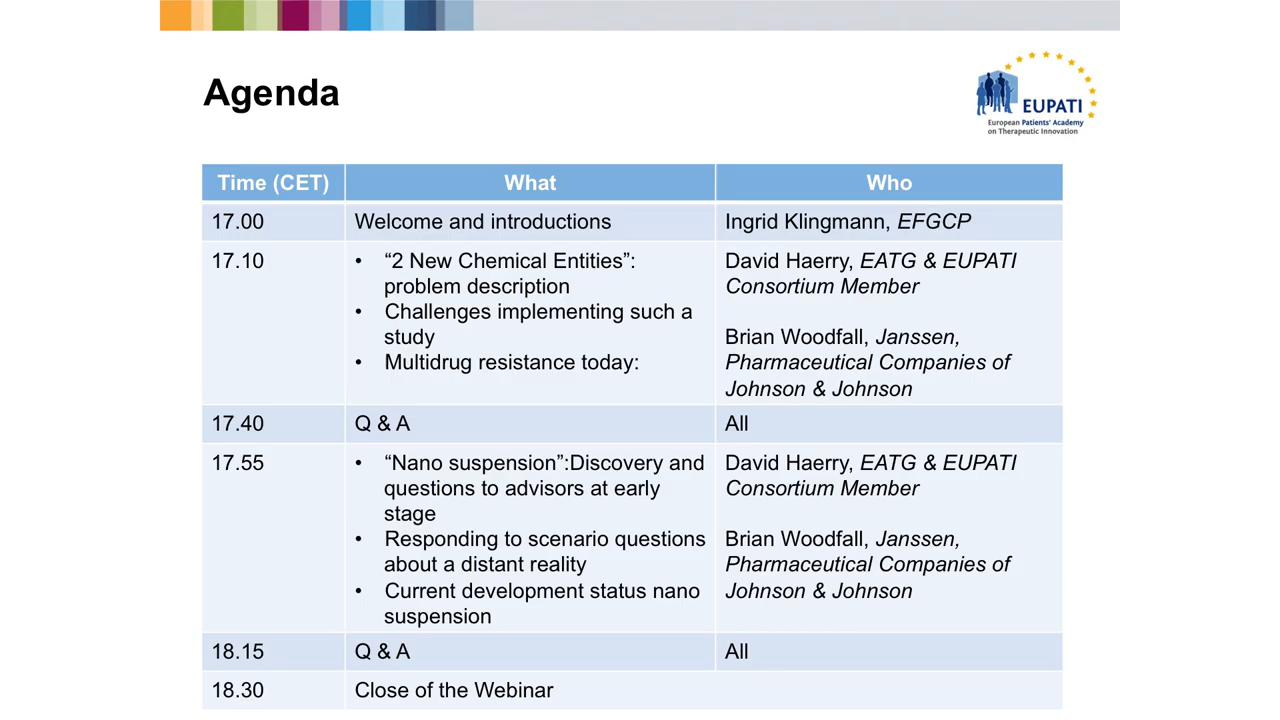 Agenda
EUPATI
European Patients' Academy
on Therapeutic Innovation
Time (CET)
What
Who
17.00
Welcome and introductions
Ingrid Klingmann, EFGCP
17.10
• “2 New Chemical Entities”:
problem description
• Challenges implementing such a
study
• Multidrug resistance today:
David Haerry, EATG & EUPATI
Consortium Member
Brian Woodfall, Janssen,
Pharmaceutical Companies of
Johnson & Johnson
17.40
Q & A
All
17.55
• “Nano suspension”:Discovery and
questions to advisors at early
stage
• Responding to scenario questions
about a distant reality
• Current development status nano
suspension
David Haerry, EATG & EUPATI
Consortium Member
Brian Woodfall, Janssen,
Pharmaceutical Companies of
Johnson & Johnson
18.15
Q & A
All
18.30
Close of the Webinar